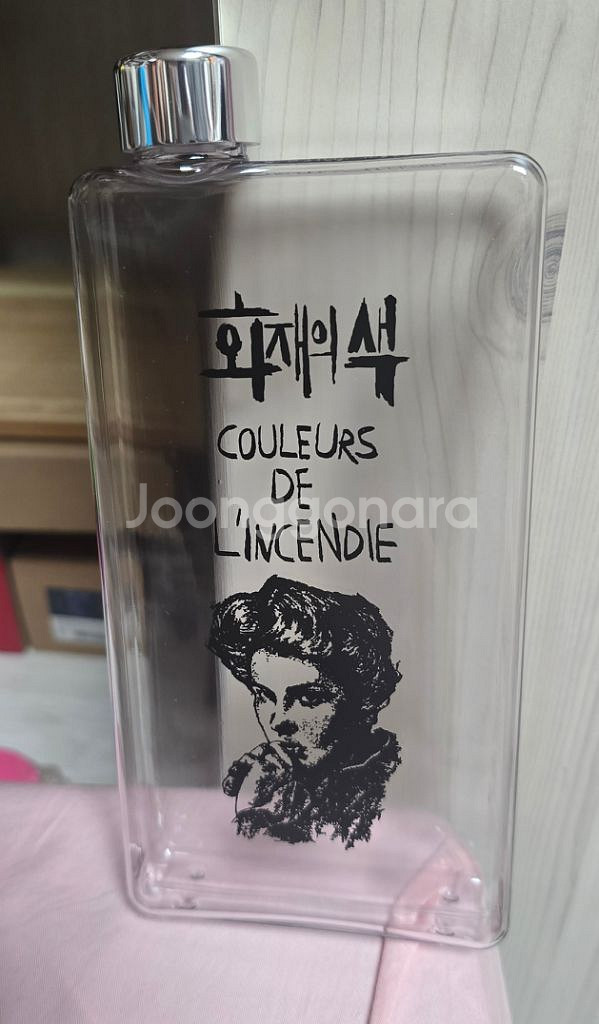 화재의 색
COULEURS
DE
Joonggonara
L'INCENDIE